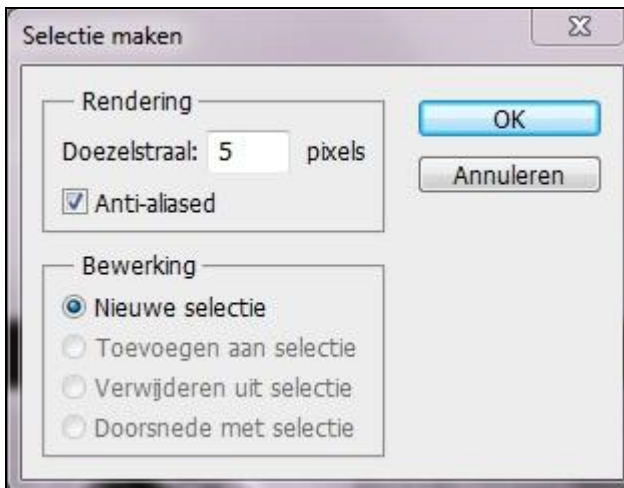 Selectie maken
Rendering
Doezelstraal: 5 pixels
Anti-aliased
OK
Annuleren
Bewerking
Nieuwe selectie
Toevoegen aan selectie
Verwijderen uit selectie
Doorsnede met selectie